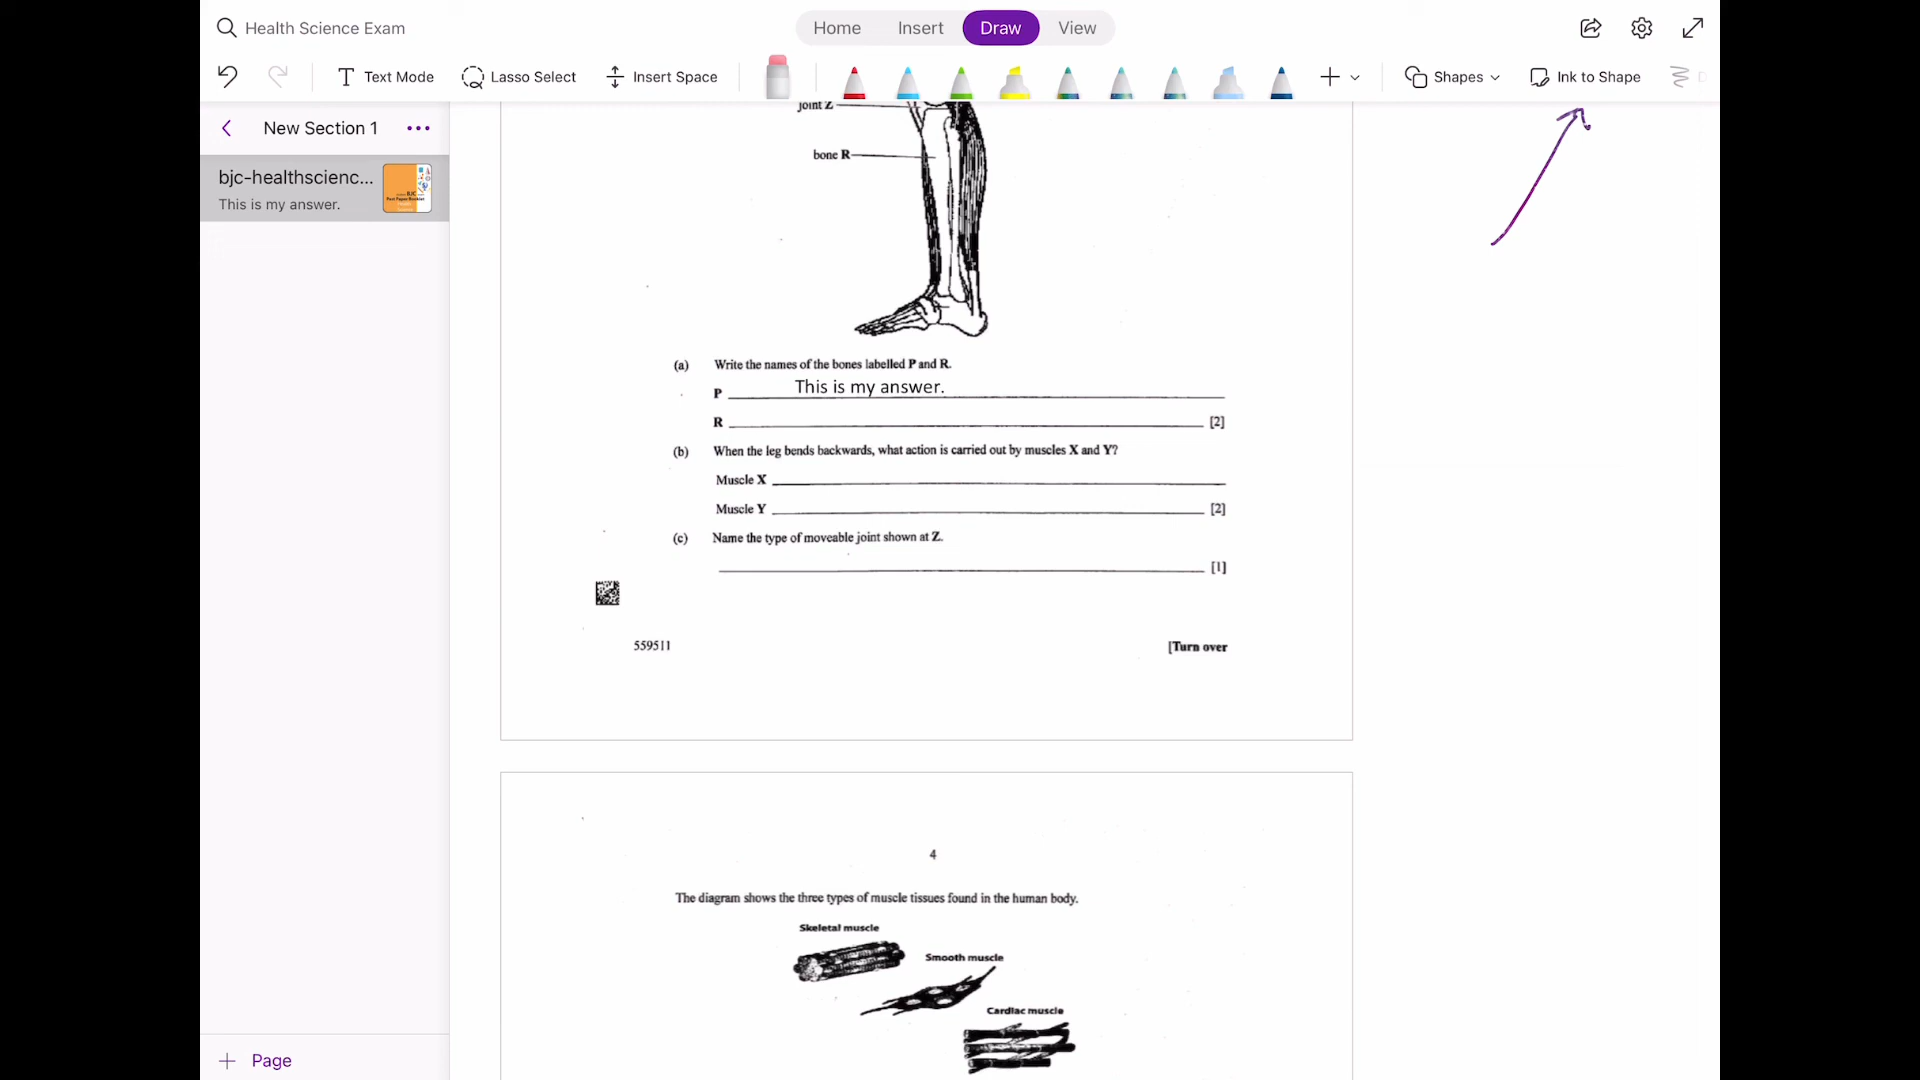 Health Science Exam
Home Insert Draw View
Text Mode Lasso Select Insert Space Shapes Ink to Shape
New Section 1
bjc-healthscienc...
This is my answer.
BJC
Past Paper Booklet
joint Z
bone R
(a) Write the names of the bones labelled P and R.
P This is my answer.
R [2]
(b) When the leg bends backwards, what action is carried out by muscles X and Y?
Muscle X
Muscle Y [2]
(c) Name the type of moveable joint shown at Z.
[1]
559511 [Turn over
4
The diagram shows the three types of muscle tissues found in the human body.
Skeletal muscle
Smooth muscle
Cardiac muscle
+ Page